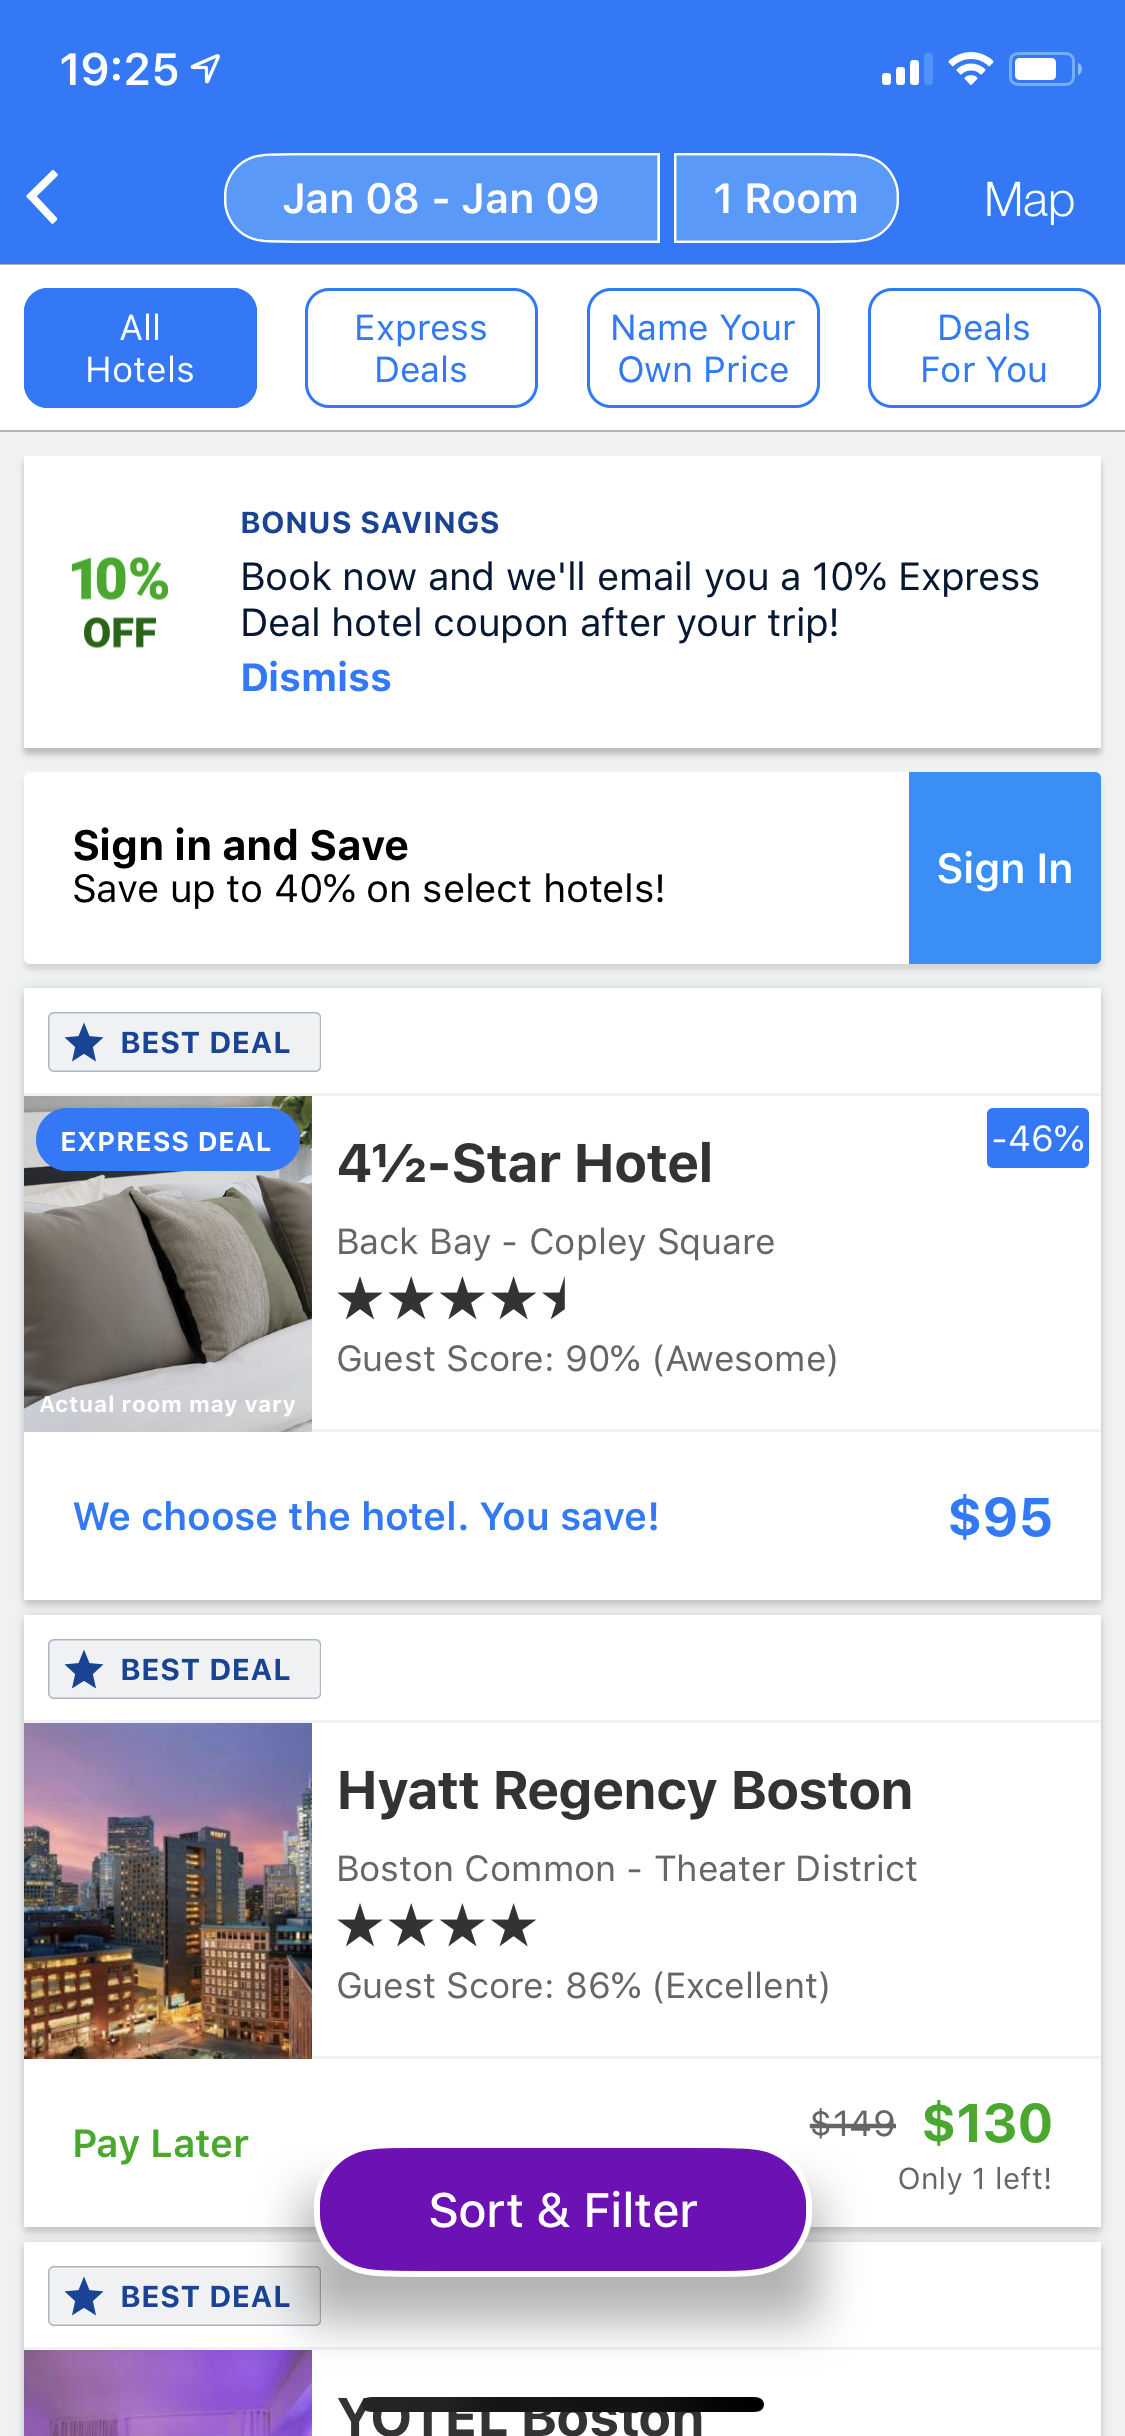 19:25
Jan 08 - Jan 09
1 Room
Map
All
Hotels
Express
Deals
Name Your
Own Price
Deals
For You
10%
OFF
BONUS SAVINGS
Book now and we'll email you a 10% Express
Deal hotel coupon after your trip!
Dismiss
Sign in and Save
Save up to 40% on select hotels!
Sign In
BEST DEAL
EXPRESS DEAL
Actual room may vary
4½-Star Hotel
-46%
Back Bay - Copley Square
Guest Score: 90% (Awesome)
We choose the hotel. You save!
$95
BEST DEAL
Hyatt Regency Boston
Boston Common - Theater District
Guest Score: 86% (Excellent)
Pay Later
$149 $130
Only 1 left!
Sort & Filter
BEST DEAL
YOTEL Boston